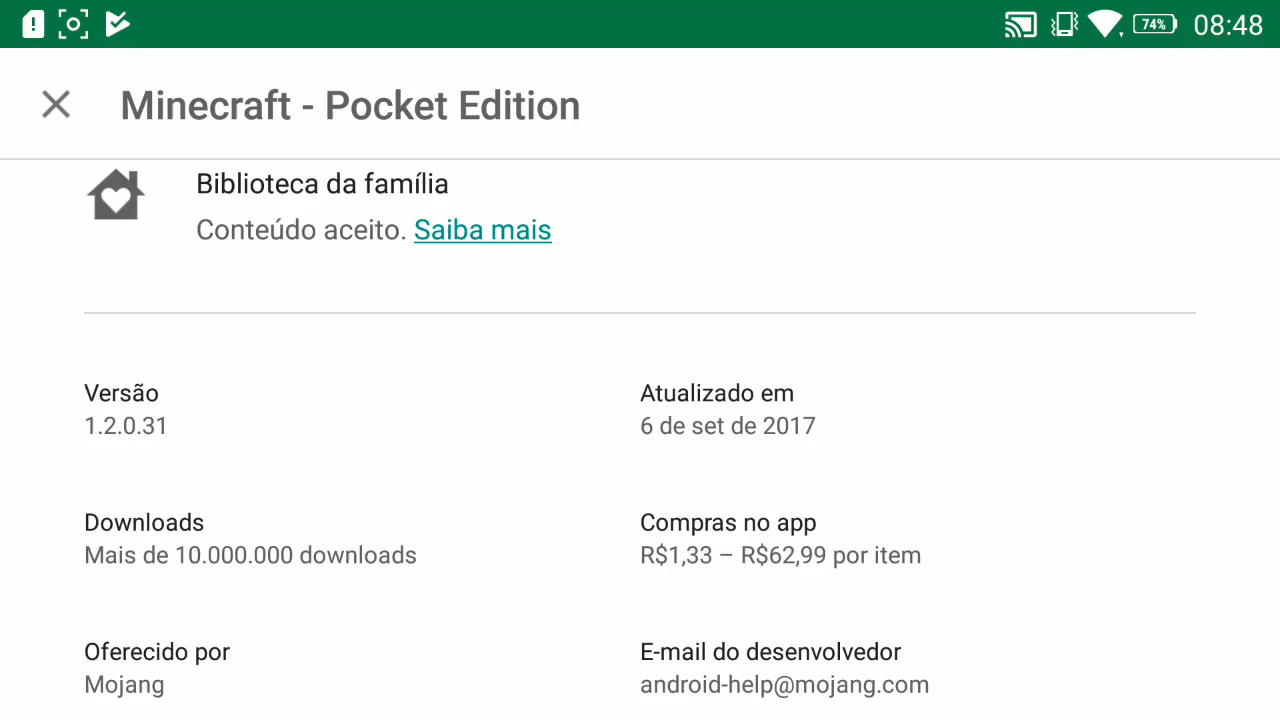 74% 08:48
Minecraft - Pocket Edition
Biblioteca da família
Conteúdo aceito. Saiba mais
Versão
1.2.0.31
Atualizado em
6 de set de 2017
Downloads
Mais de 10.000.000 downloads
Compras no app
R$1,33 – R$62,99 por item
Oferecido por
Mojang
E-mail do desenvolvedor
android-help@mojang.com